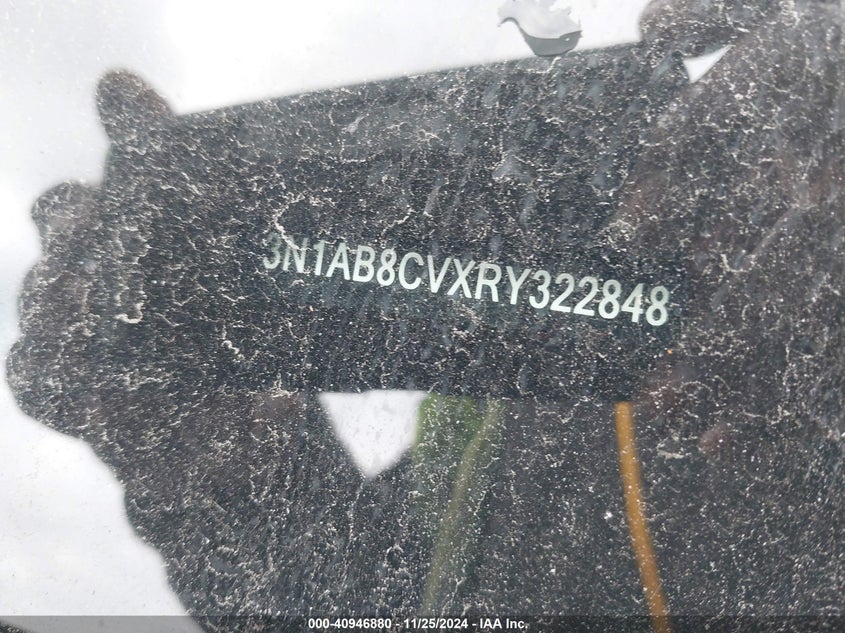 3N1AB8CVXRY322848
000-40946880 - 11/25/2024 - IAA Inc.